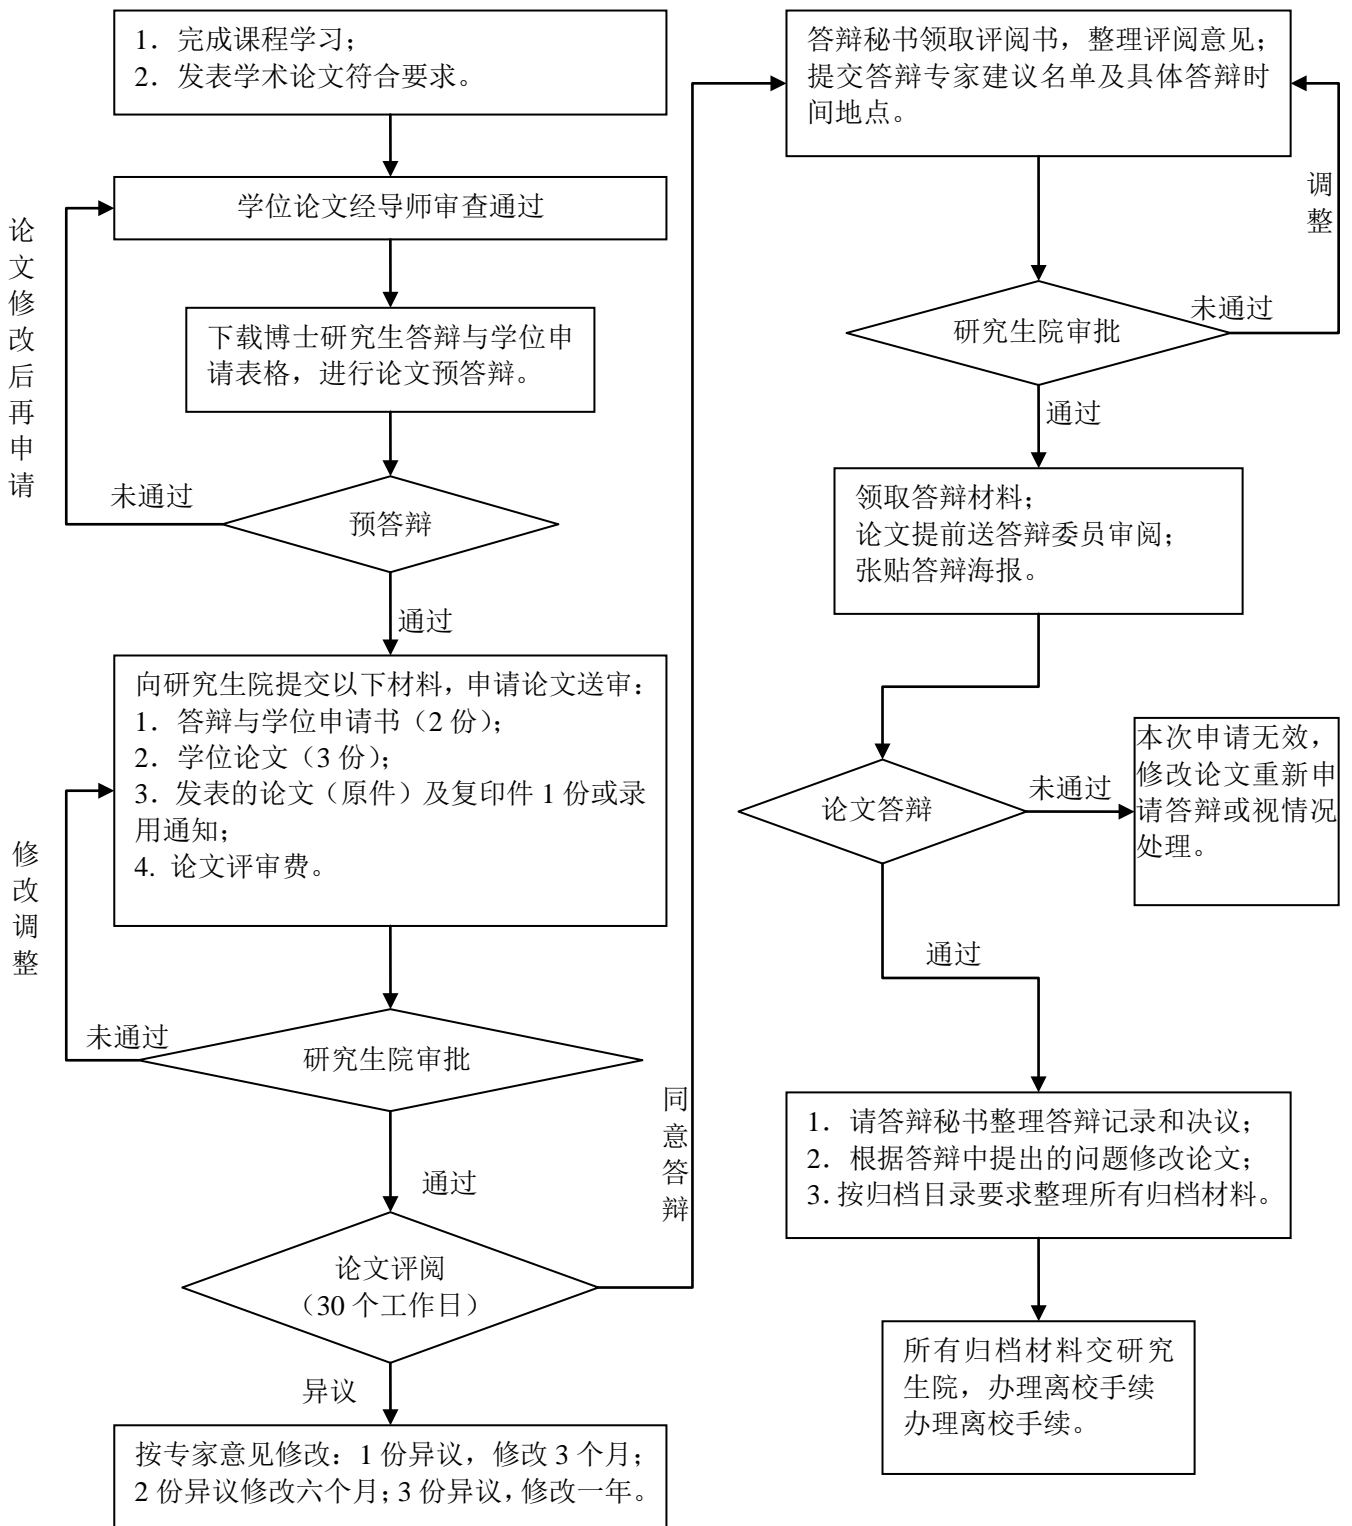 1. 完成课程学习；
2. 发表学术论文符合要求。
学位论文经导师审查通过
论文修改后再申请
下载博士研究生答辩与学位申
请表格，进行论文预答辩。
未通过
预答辩
通过
向研究生院提交以下材料，申请论文送审：
1. 答辩与学位申请书（2 份）；
2. 学位论文（3 份）；
3. 发表的论文（原件）及复印件 1 份或录
用通知；
4. 论文评审费。
修改调整
未通过
研究生院审批
通过
同意答辩
论文评阅
（30 个工作日）
异议
按专家意见修改：1 份异议，修改 3 个月；
2 份异议修改六个月；3 份异议，修改一年。
答辩秘书领取评阅书，整理评阅意见；
提交答辩专家建议名单及具体答辩时
间地点。
调整
未通过
研究生院审批
通过
领取答辩材料；
论文提前送答辩委员审阅；
张贴答辩海报。
论文答辩
未通过
本次申请无效，
修改论文重新申
请答辩或视情况
处理。
通过
1. 请答辩秘书整理答辩记录和决议；
2. 根据答辩中提出的问题修改论文；
3. 按归档目录要求整理所有归档材料。
所有归档材料交研究
生院，办理离校手续
办理离校手续。